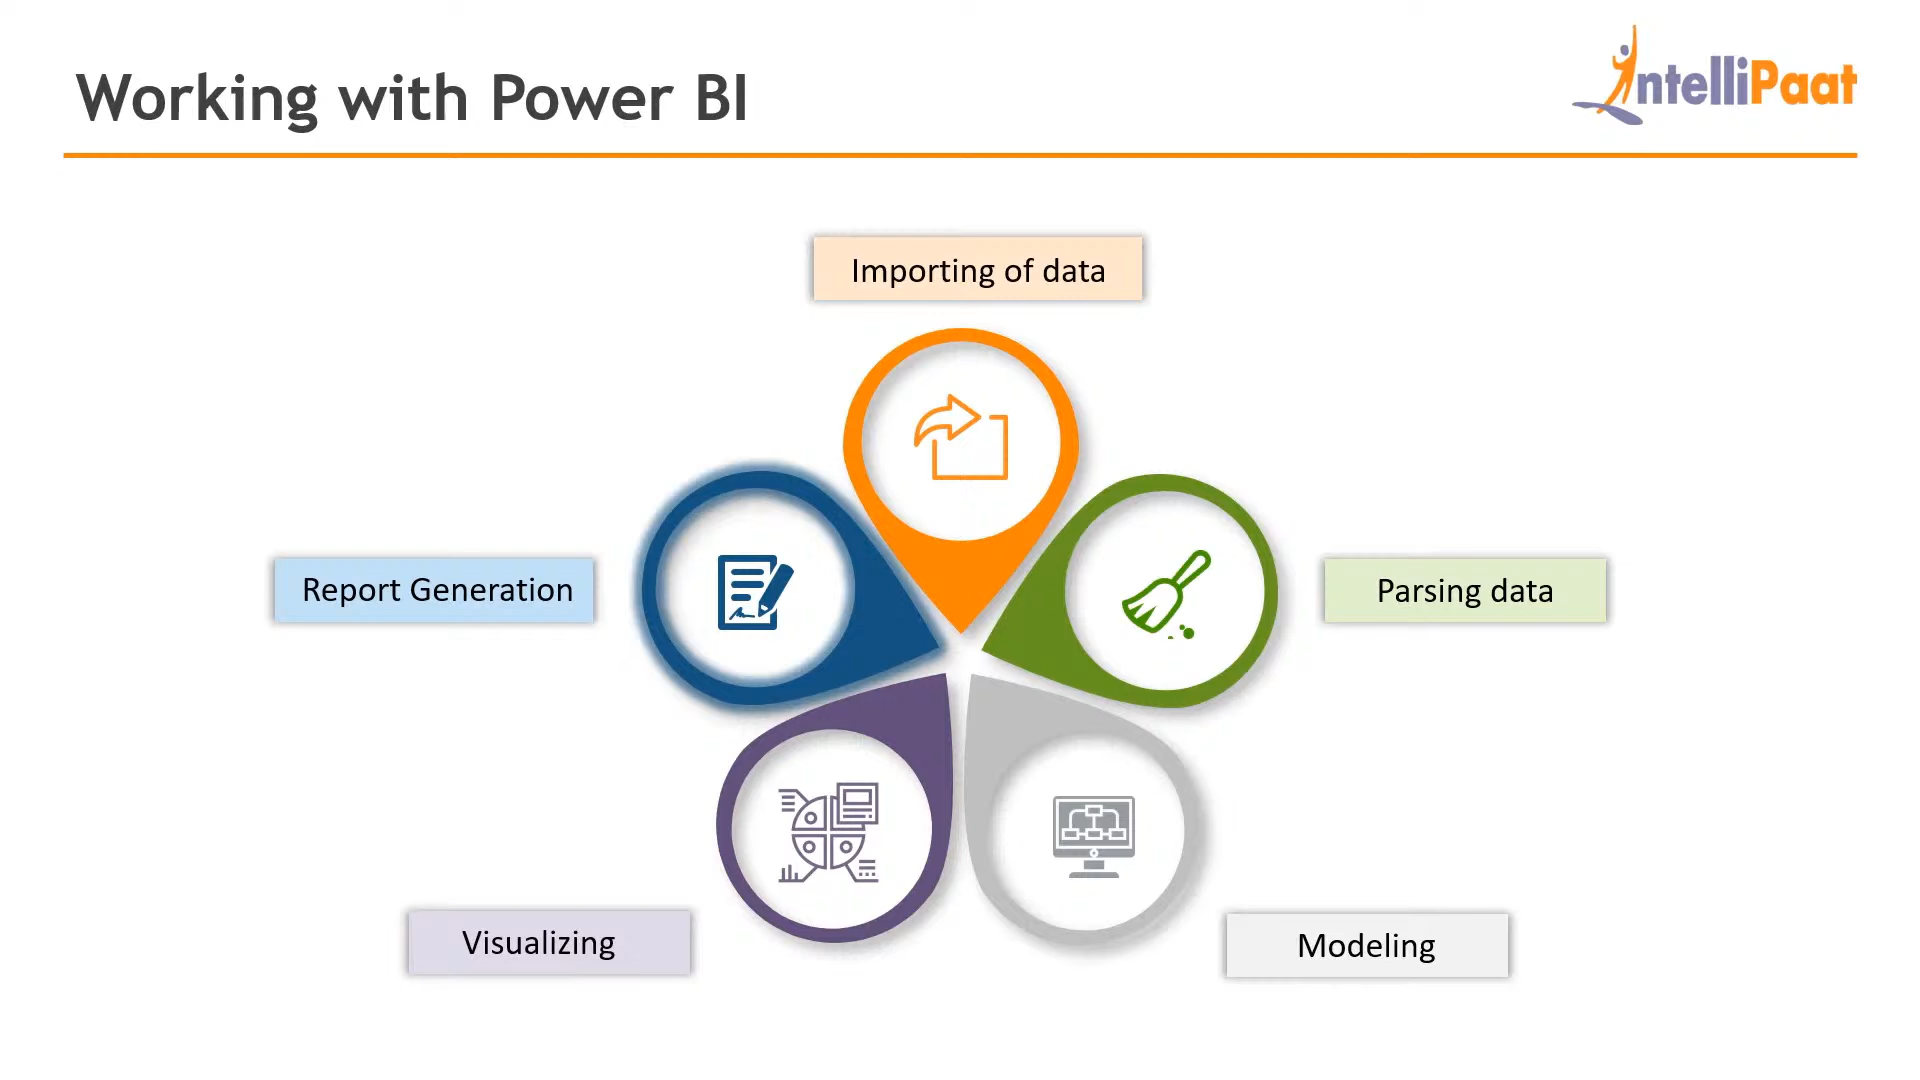 Working with Power BI
IntelliPaat
Importing of data
Report Generation
Parsing data
Visualizing
Modeling